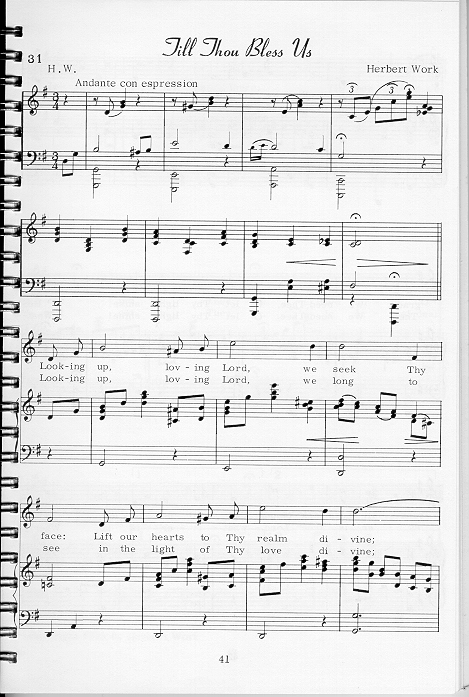 Till Thou Bless Us
31
H.W.
Herbert Work
Andante con espression
3 3
Look-ing up, lov - ing Lord, we seek Thy
Look-ing up, lov - ing Lord, we long to
face: Lift our hearts to Thy realm di - vine;
see in the light of Thy love di - vine;
41